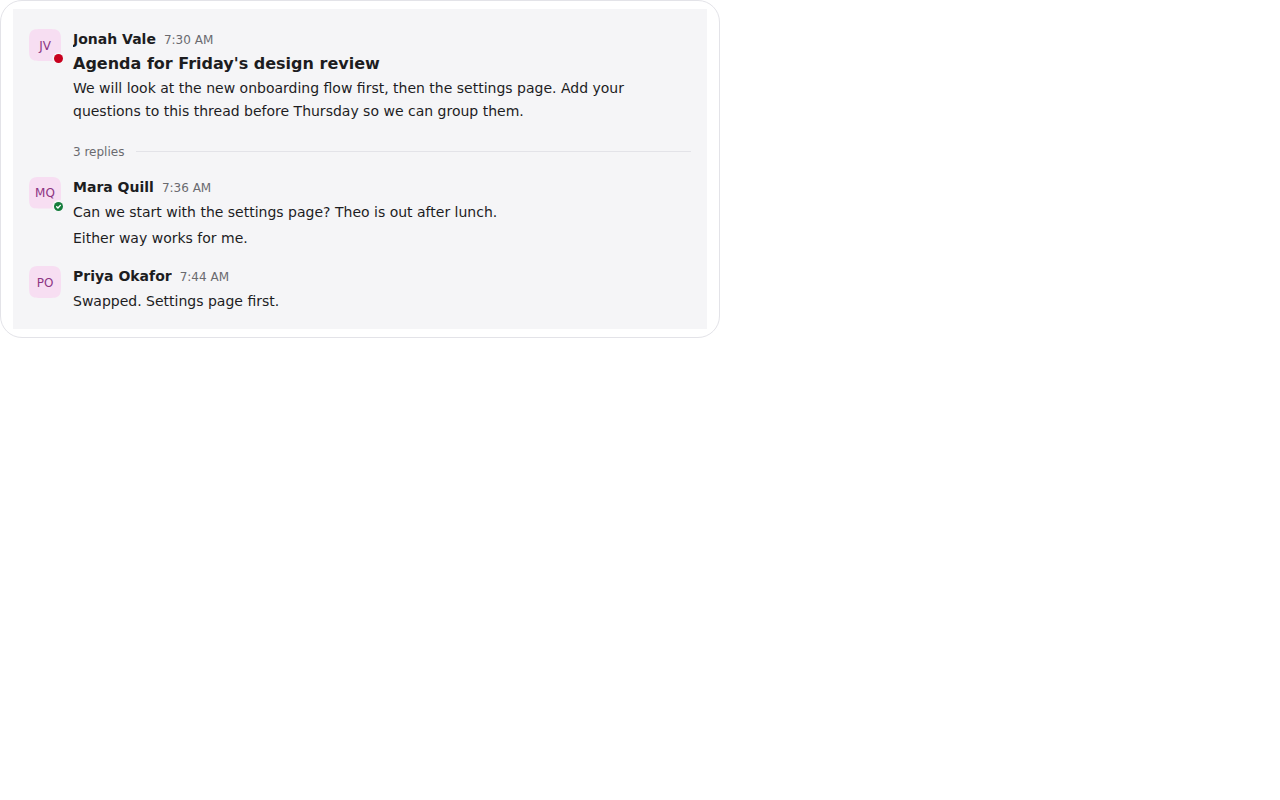 JV
Jonah Vale 7:30 AM
Agenda for Friday's design review
We will look at the new onboarding flow first, then the settings page. Add your
questions to this thread before Thursday so we can group them.
3 replies
MQ
Mara Quill 7:36 AM
Can we start with the settings page? Theo is out after lunch.
Either way works for me.
PO
Priya Okafor 7:44 AM
Swapped. Settings page first.